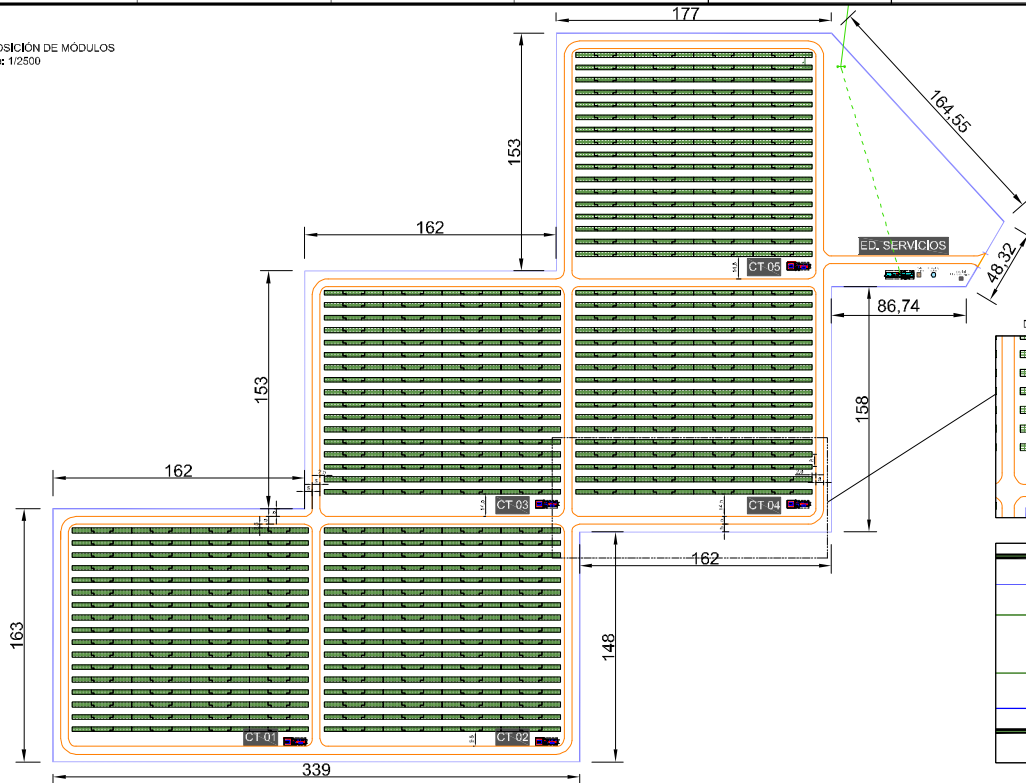 177
OSICIÓN DE MÓDULOS
1/2500
164,55
153
162
ED. SERVICIOS
CT 05
48,32
86,74
153
158
162
CT 03
CT 04
162
163
148
CT 01
CT 02
339